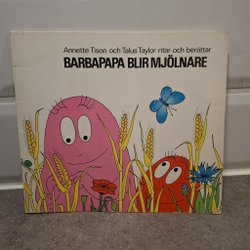 Annette Tison och Talus Taylor ritar och berättar
BARBAPAPA BLIR MJÖLNARE